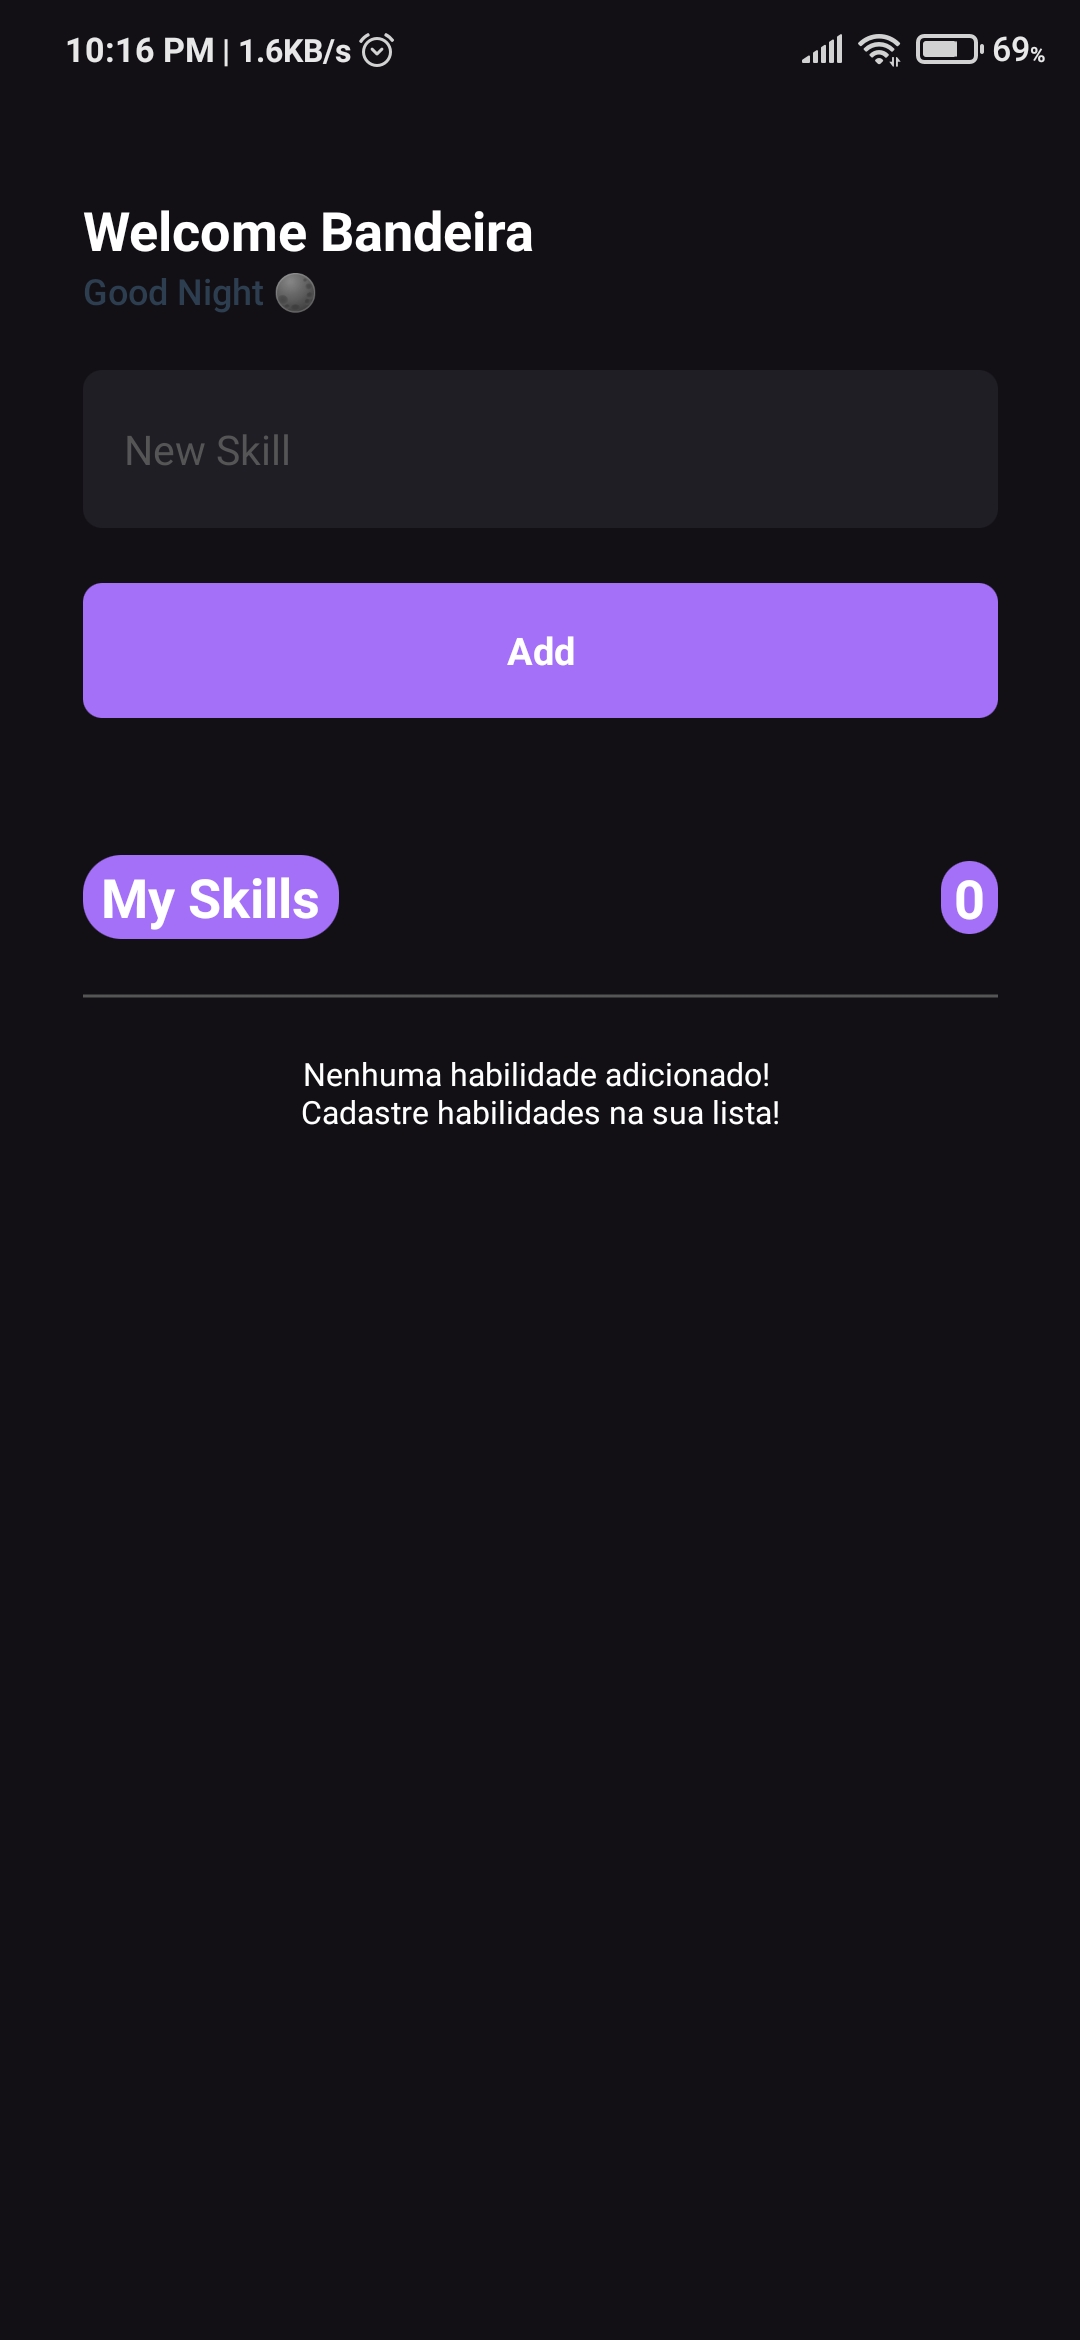 10:16 PM | 1.6KB/s 69%
Welcome Bandeira
Good Night
New Skill
Add
My Skills 0
Nenhuma habilidade adicionado!
Cadastre habilidades na sua lista!